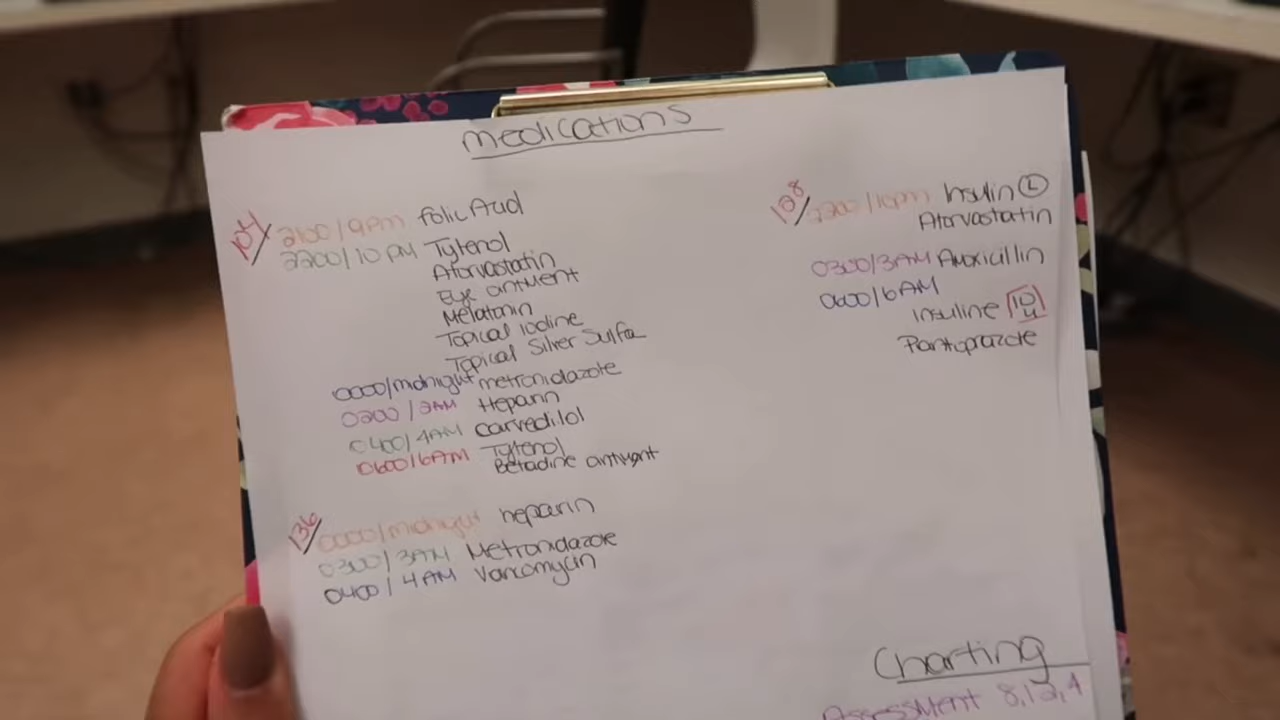 medications
104/ 2100/9PM Folic Acid
2200/10PM Tylenol
Atorvastatin
Eye ointment
Melatonin
Topical Iodine
Topical Silver Sulfa
0000/midnight metronidazole
0200/2AM Heparin
0400/4AM carvedilol
0600/6AM Tylenol
Betadine ointment
136/ 0000/midnight heparin
0300/3AM Metronidazole
0400/4AM Vancomycin
128/ 2200/10pm Insulin L
Atorvastatin
0300/3AM Amoxicillin
0600/6AM
insuline 10 u
Pantoprazole
Charting
Assessment 8,12,4